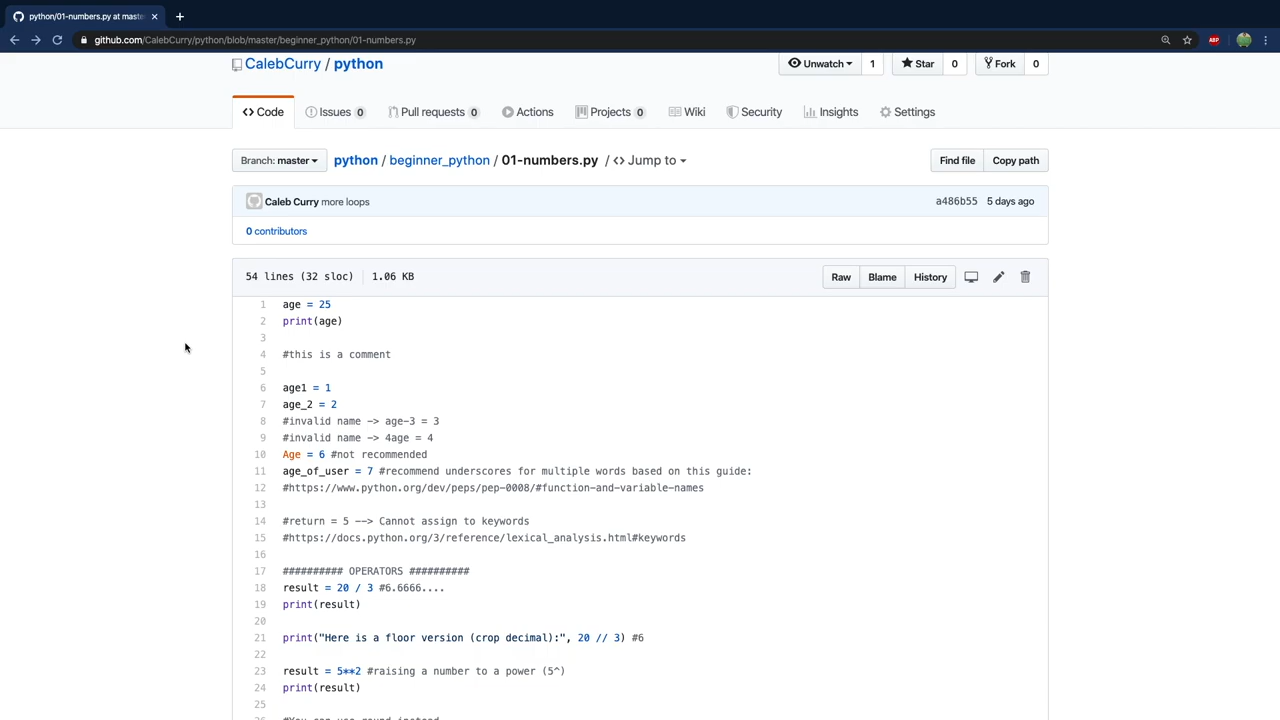 python/01-numbers.py at maste
github.com/CalebCurry/python/blob/master/beginner_python/01-numbers.py
ABP
CalebCurry / python
Unwatch 1
Star 0
Fork 0
Code
Issues 0
Pull requests 0
Actions
Projects 0
Wiki
Security
Insights
Settings
Branch: master
python / beginner_python / 01-numbers.py / <> Jump to
Find file
Copy path
Caleb Curry more loops
a486b55 5 days ago
0 contributors
54 lines (32 sloc) 1.06 KB
Raw
Blame
History
1 age = 25
2 print(age)
3
4 #this is a comment
5
6 age1 = 1
7 age_2 = 2
8 #invalid name -> age-3 = 3
9 #invalid name -> 4age = 4
10 Age = 6 #not recommended
11 age_of_user = 7 #recommend underscores for multiple words based on this guide:
12 #https://www.python.org/dev/peps/pep-0008/#function-and-variable-names
13
14 #return = 5 --> Cannot assign to keywords
15 #https://docs.python.org/3/reference/lexical_analysis.html#keywords
16
17 ########## OPERATORS ##########
18 result = 20 / 3 #6.6666....
19 print(result)
20
21 print("Here is a floor version (crop decimal):", 20 // 3) #6
22
23 result = 5**2 #raising a number to a power (5^)
24 print(result)
25
26 #You can use round instead